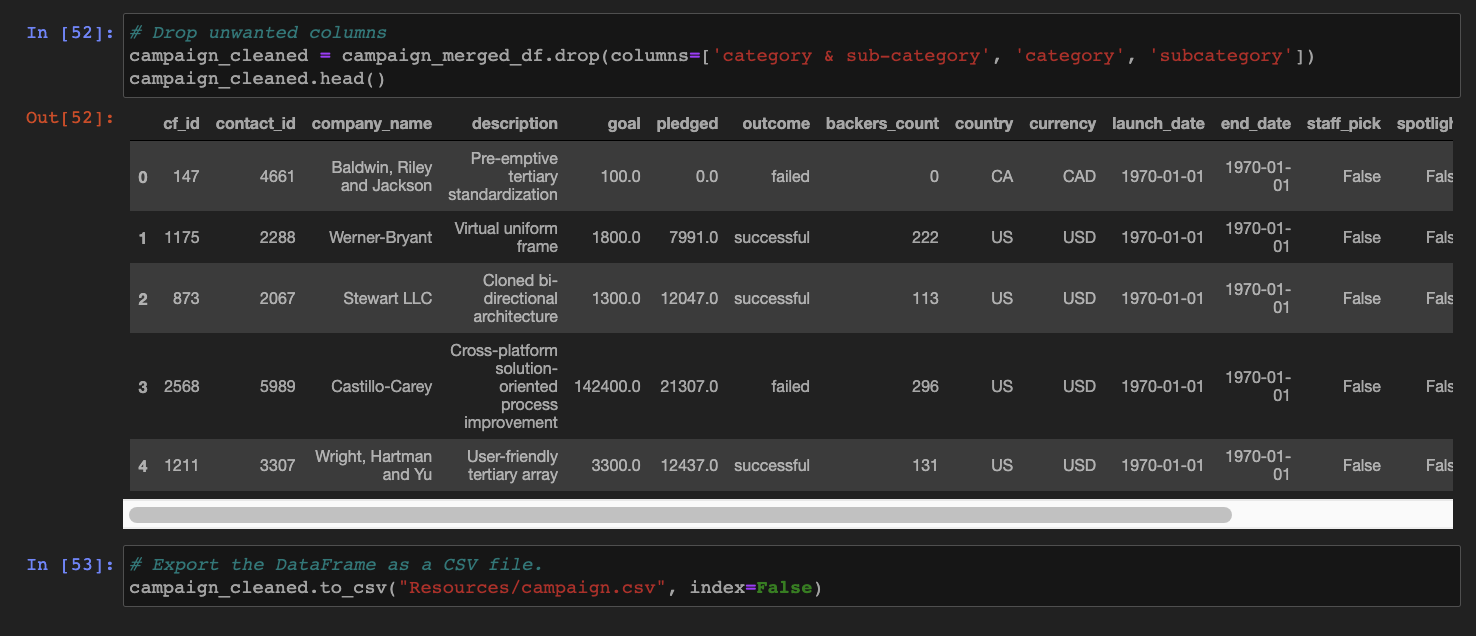 In [52]:
# Drop unwanted columns
campaign_cleaned = campaign_merged_df.drop(columns=['category & sub-category', 'category', 'subcategory'])
campaign_cleaned.head()
Out[52]:
cf_id contact_id company_name description goal pledged outcome backers_count country currency launch_date end_date staff_pick spotligh
0 147 4661 Baldwin, Riley and Jackson Pre-emptive tertiary standardization 100.0 0.0 failed 0 CA CAD 1970-01-01 1970-01-01 False Fals
1 1175 2288 Werner-Bryant Virtual uniform frame 1800.0 7991.0 successful 222 US USD 1970-01-01 1970-01-01 False Fals
2 873 2067 Stewart LLC Cloned bi-directional architecture 1300.0 12047.0 successful 113 US USD 1970-01-01 1970-01-01 False Fals
3 2568 5989 Castillo-Carey Cross-platform solution-oriented process improvement 142400.0 21307.0 failed 296 US USD 1970-01-01 1970-01-01 False Fals
4 1211 3307 Wright, Hartman and Yu User-friendly tertiary array 3300.0 12437.0 successful 131 US USD 1970-01-01 1970-01-01 False Fals
In [53]:
# Export the DataFrame as a CSV file.
campaign_cleaned.to_csv("Resources/campaign.csv", index=False)